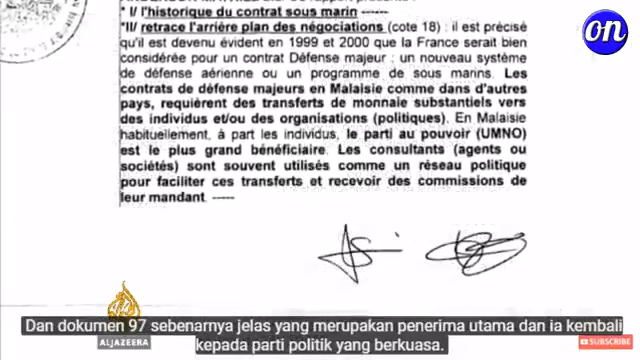 " I/ l'historique du contrat sous marin -----
"II/ retrace l'arrière plan des négociations (cote 18) : il est précisé
qu'il est devenu évident en 1999 et 2000 que la France serait bien
considérée pour un contrat Défense majeur ; un nouveau système
de défense aérienne ou un programme de sous marins. Les
contrats de défense majeurs en Malaisie comme dans d'autres
pays, requièrent des transferts de monnaie substantiels vers
des individus et/ou des organisations (politiques). En Malaisie
habituellement, à part les individus, le parti au pouvoir (UMNO)
est le plus grand bénéficiaire. Les consultants (agents ou
sociétés) sont souvent utilisés comme un réseau politique
pour faciliter ces transferts et recevoir des commissions de
leur mandant. -----
on
ALJAZEERA
Dan dokumen 97 sebenarnya jelas yang merupakan penerima utama dan ia kembali
kepada parti politik yang berkuasa.
SUBSCRIBE